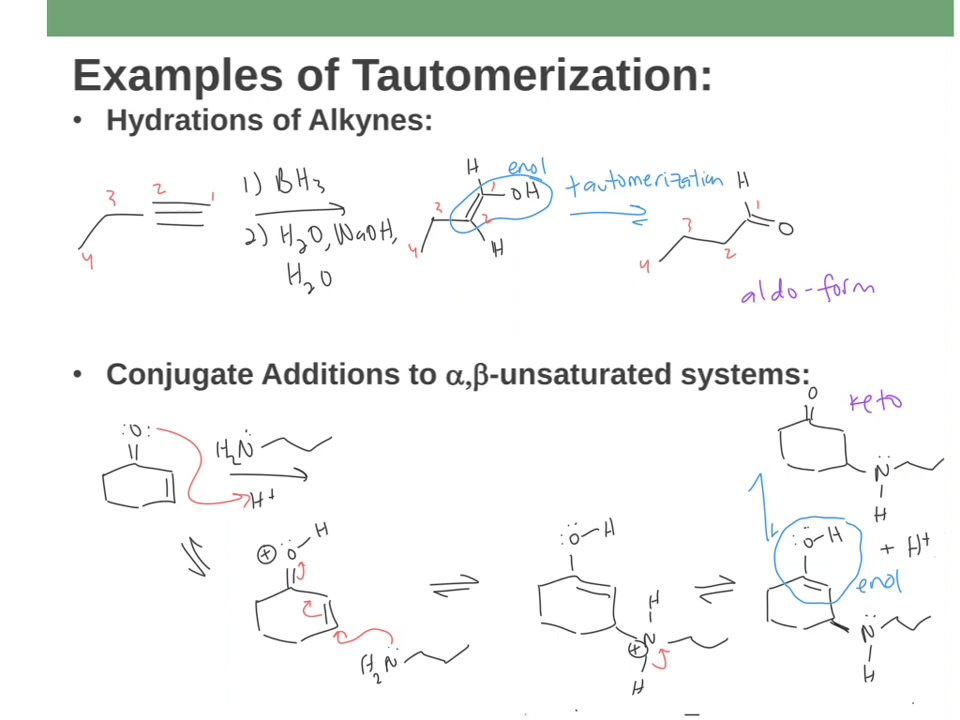 Examples of Tautomerization:
• Hydrations of Alkynes:
4 3 2 1
1) BH3
2) H2O, NaOH,
H2O
H enol
1 OH
3 2
4 H
tautomerization
H
1 O
3
4 2
aldo-form
• Conjugate Additions to α,β-unsaturated systems:
O keto
N
H
:O: H2N
H+
⊕ O H
H2N
O-H
H
⊕ N
H
:O-H + H+
enol
N
H